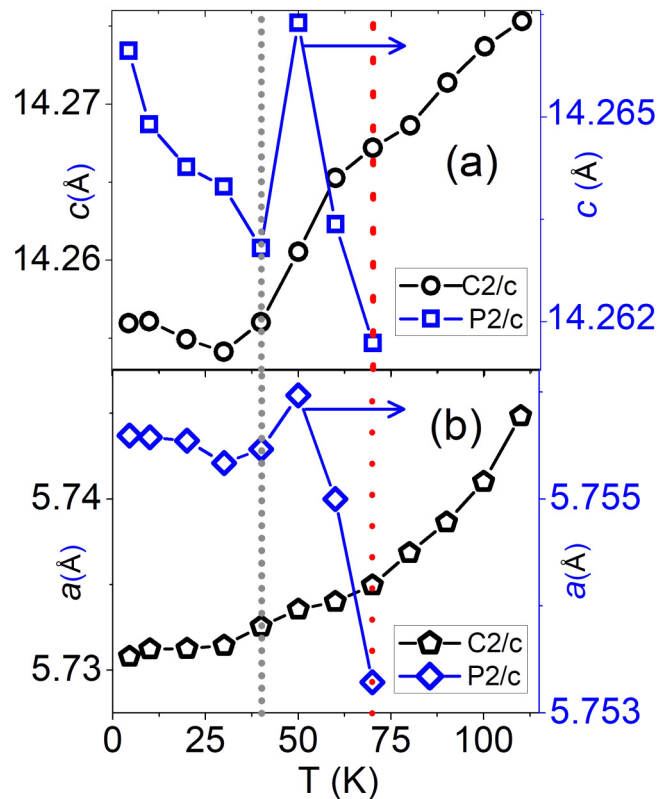 14.27
14.26
c(Å)
(a)
14.265
14.262
c (Å)
C2/c
P2/c
5.74
5.73
a(Å)
(b)
5.755
5.753
a(Å)
C2/c
P2/c
0 25 50 75 100
T (K)